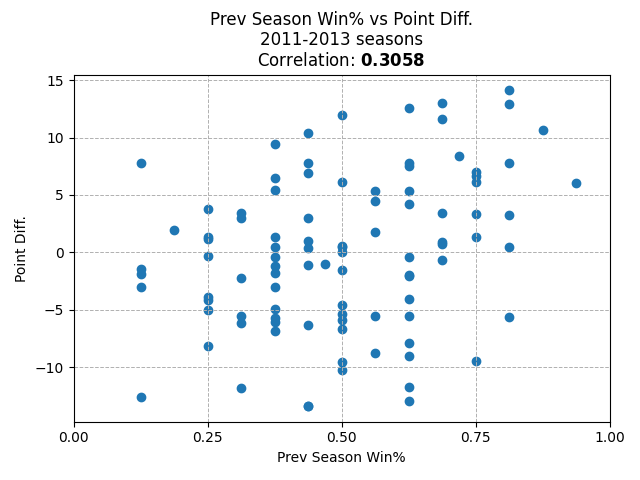 Prev Season Win% vs Point Diff.
2011-2013 seasons
Correlation: 0.3058
15
10
5
0
−5
−10
Point Diff.
0.00 0.25 0.50 0.75 1.00
Prev Season Win%